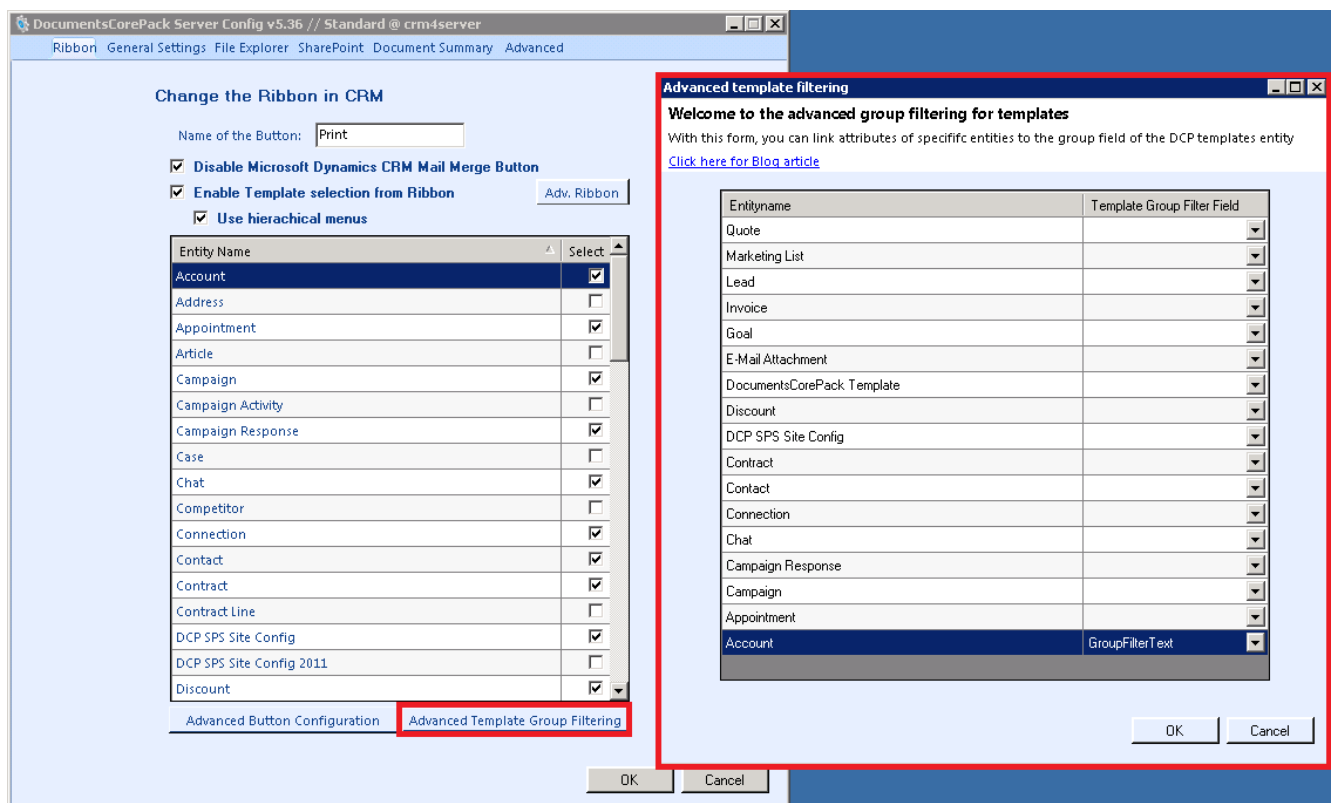 DocumentsCorePack Server Config v5.36 // Standard @ crm4server
Ribbon General Settings File Explorer SharePoint Document Summary Advanced
Change the Ribbon in CRM
Name of the Button: Print
Disable Microsoft Dynamics CRM Mail Merge Button
Enable Template selection from Ribbon Adv. Ribbon
Use hierachical menus
Entity Name Select
Account
Address
Appointment
Article
Campaign
Campaign Activity
Campaign Response
Case
Chat
Competitor
Connection
Contact
Contract
Contract Line
DCP SPS Site Config
DCP SPS Site Config 2011
Discount
Advanced Button Configuration Advanced Template Group Filtering
OK Cancel
Advanced template filtering
Welcome to the advanced group filtering for templates
With this form, you can link attributes of specififc entities to the group field of the DCP templates entity
Click here for Blog article
Entityname Template Group Filter Field
Quote
Marketing List
Lead
Invoice
Goal
E-Mail Attachment
DocumentsCorePack Template
Discount
DCP SPS Site Config
Contract
Contact
Connection
Chat
Campaign Response
Campaign
Appointment
Account GroupFilterText
OK Cancel